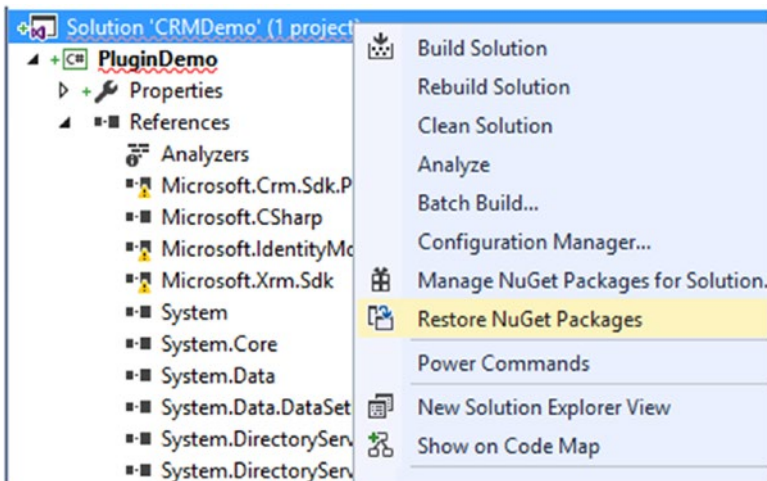 Solution 'CRMDemo' (1 project)
C# PluginDemo
Properties
References
Analyzers
Microsoft.Crm.Sdk.P
Microsoft.CSharp
Microsoft.IdentityMo
Microsoft.Xrm.Sdk
System
System.Core
System.Data
System.Data.DataSet
System.DirectoryServ
System.DirectoryServ
Build Solution
Rebuild Solution
Clean Solution
Analyze
Batch Build...
Configuration Manager...
Manage NuGet Packages for Solution.
Restore NuGet Packages
Power Commands
New Solution Explorer View
Show on Code Map